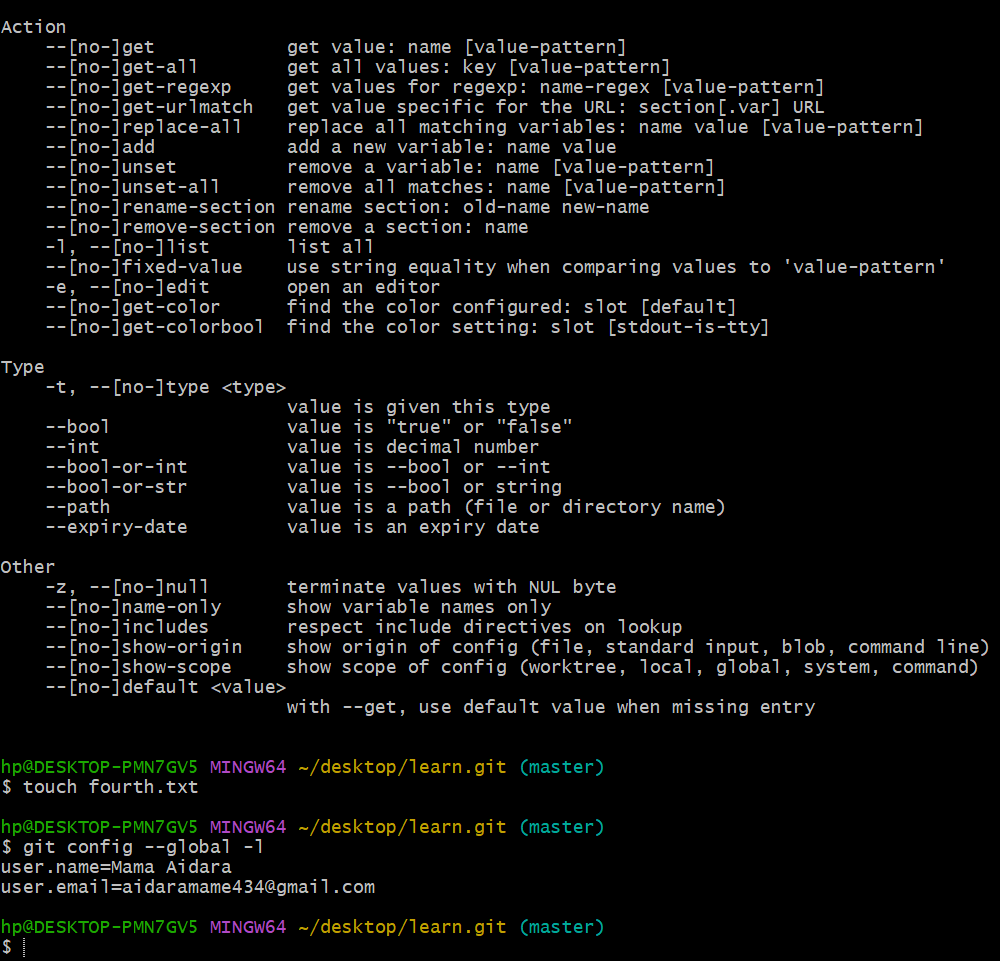 Action
    --[no-]get            get value: name [value-pattern]
    --[no-]get-all        get all values: key [value-pattern]
    --[no-]get-regexp     get values for regexp: name-regex [value-pattern]
    --[no-]get-urlmatch   get value specific for the URL: section[.var] URL
    --[no-]replace-all    replace all matching variables: name value [value-pattern]
    --[no-]add            add a new variable: name value
    --[no-]unset          remove a variable: name [value-pattern]
    --[no-]unset-all      remove all matches: name [value-pattern]
    --[no-]rename-section rename section: old-name new-name
    --[no-]remove-section remove a section: name
    -l, --[no-]list       list all
    --[no-]fixed-value    use string equality when comparing values to 'value-pattern'
    -e, --[no-]edit       open an editor
    --[no-]get-color      find the color configured: slot [default]
    --[no-]get-colorbool  find the color setting: slot [stdout-is-tty]

Type
    -t, --[no-]type <type>
                          value is given this type
    --bool                value is "true" or "false"
    --int                 value is decimal number
    --bool-or-int         value is --bool or --int
    --bool-or-str         value is --bool or string
    --path                value is a path (file or directory name)
    --expiry-date         value is an expiry date

Other
    -z, --[no-]null       terminate values with NUL byte
    --[no-]name-only      show variable names only
    --[no-]includes       respect include directives on lookup
    --[no-]show-origin    show origin of config (file, standard input, blob, command line)
    --[no-]show-scope     show scope of config (worktree, local, global, system, command)
    --[no-]default <value>
                          with --get, use default value when missing entry

hp@DESKTOP-PMN7GV5 MINGW64 ~/desktop/learn.git (master)
$ touch fourth.txt

hp@DESKTOP-PMN7GV5 MINGW64 ~/desktop/learn.git (master)
$ git config --global -l
user.name=Mama Aidara
user.email=aidaramame434@gmail.com

hp@DESKTOP-PMN7GV5 MINGW64 ~/desktop/learn.git (master)
$